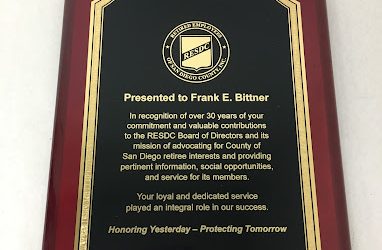 RETIRED EMPLOYEES
RESDC
OF SAN DIEGO COUNTY, INC.
Presented to Frank E. Bittner
In recognition of over 30 years of your
commitment and valuable contributions
to the RESDC Board of Directors and its
mission of advocating for County of
San Diego retiree interests and providing
pertinent information, social opportunities,
and service for its members.
Your loyal and dedicated service
played an integral role in our success.
Honoring Yesterday – Protecting Tomorrow